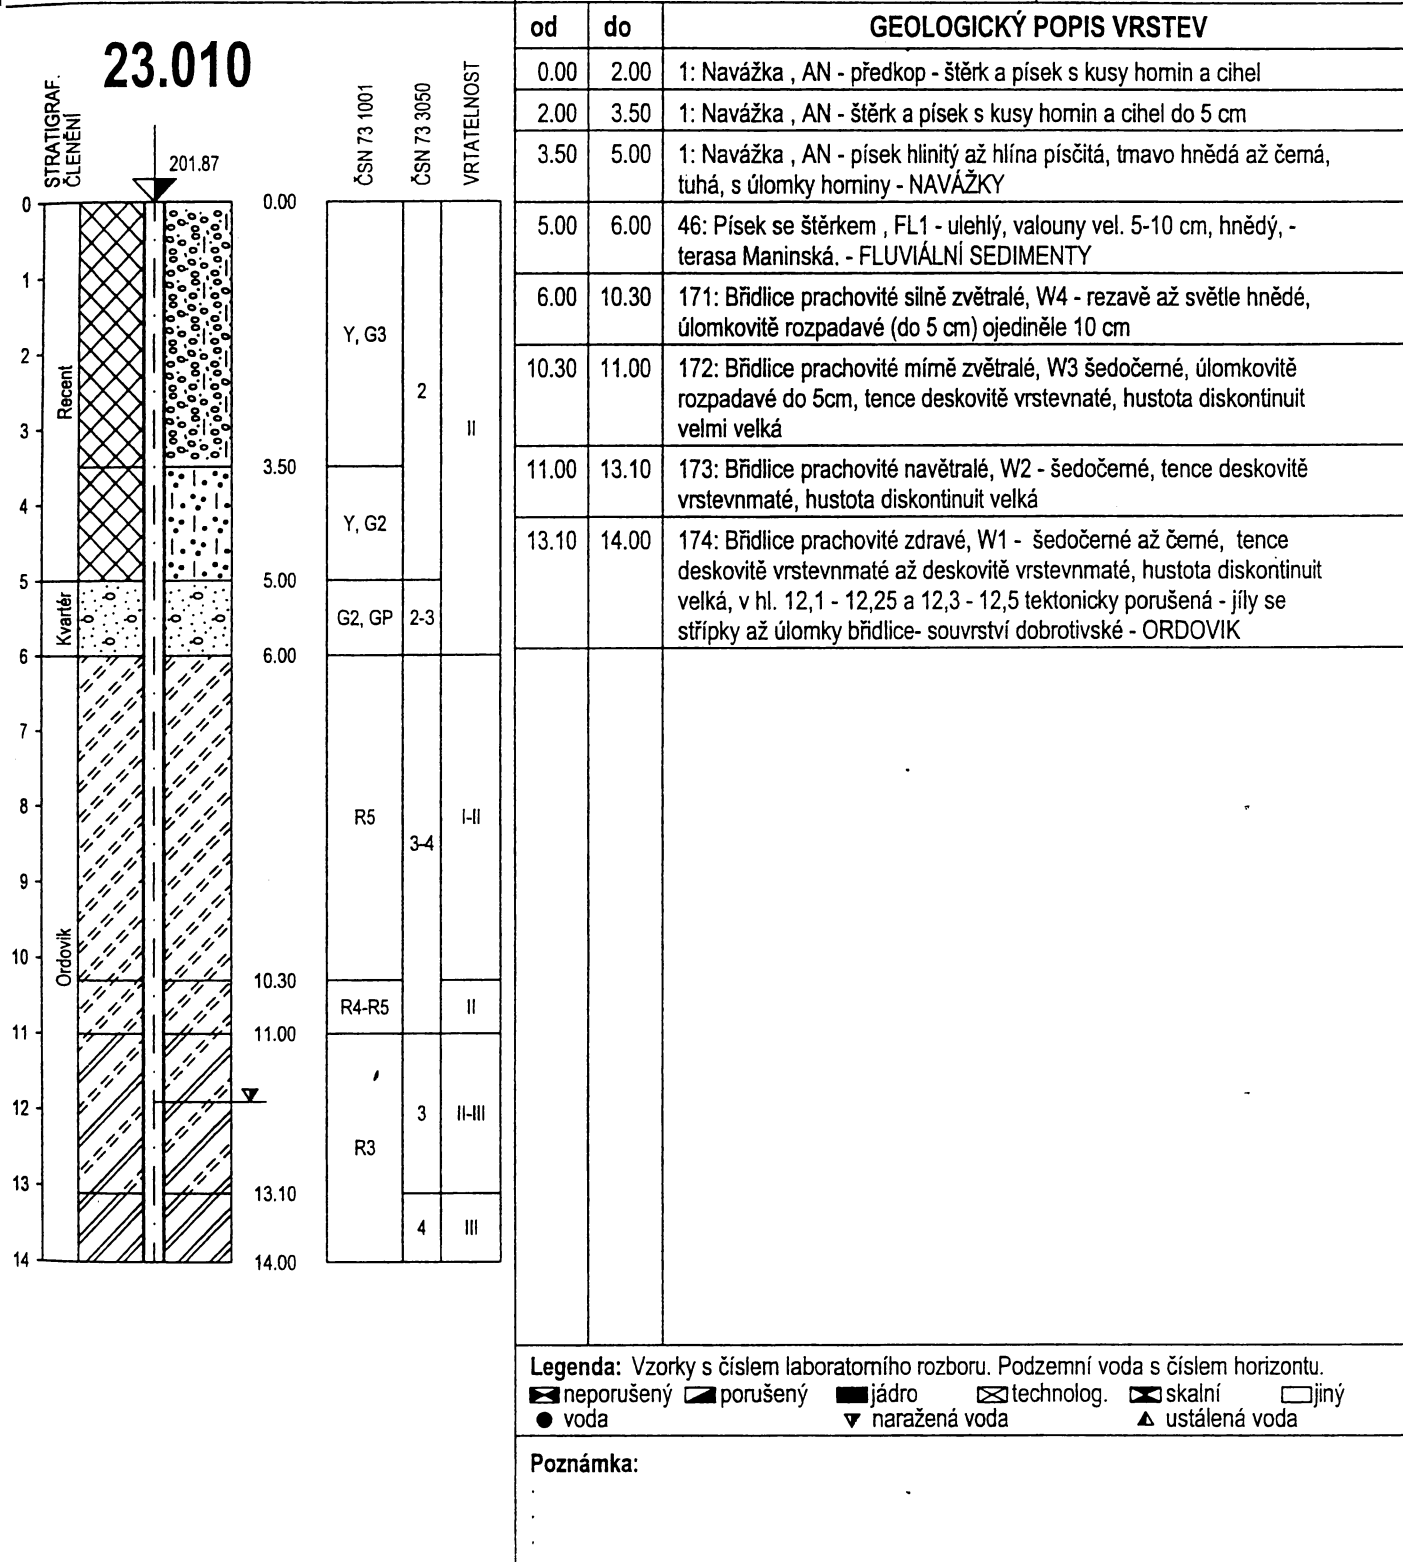 23.010
STRATIGRAF.
ČLENĚNÍ
201.87
ČSN 73 1001
ČSN 73 3050
VRTATELNOST
0
1
2
3
4
5
6
7
8
9
10
11
12
13
14
Recent
Kvartér
Ordovik
0.00
3.50
5.00
6.00
10.30
11.00
13.10
14.00
Y, G3
Y, G2
G2, GP
R5
R4-R5
R3
2
2-3
3-4
3
4
II
I-II
II
II-III
III
od do GEOLOGICKÝ POPIS VRSTEV
0.00 2.00 1: Navážka , AN - předkop - štěrk a písek s kusy hornin a cihel
2.00 3.50 1: Navážka , AN - štěrk a písek s kusy hornin a cihel do 5 cm
3.50 5.00 1: Navážka , AN - písek hlinitý až hlína písčitá, tmavo hnědá až černá,
tuhá, s úlomky horniny - NAVÁŽKY
5.00 6.00 46: Písek se štěrkem , FL1 - ulehlý, valouny vel. 5-10 cm, hnědý, -
terasa Maninská. - FLUVIÁLNÍ SEDIMENTY
6.00 10.30 171: Břidlice prachovité silně zvětralé, W4 - rezavě až světle hnědé,
úlomkovitě rozpadavé (do 5 cm) ojediněle 10 cm
10.30 11.00 172: Břidlice prachovité mírně zvětralé, W3 šedočerné, úlomkovitě
rozpadavé do 5cm, tence deskovitě vrstevnaté, hustota diskontinuit
velmi velká
11.00 13.10 173: Břidlice prachovité navětralé, W2 - šedočerné, tence deskovitě
vrstevnmaté, hustota diskontinuit velká
13.10 14.00 174: Břidlice prachovité zdravé, W1 - šedočerné až černé, tence
deskovitě vrstevnmaté až deskovitě vrstevnmaté, hustota diskontinuit
velká, v hl. 12,1 - 12,25 a 12,3 - 12,5 tektonicky porušená - jíly se
střípky až úlomky břidlice- souvrství dobrotivské - ORDOVIK
Legenda: Vzorky s číslem laboratorního rozboru. Podzemní voda s číslem horizontu.
neporušený porušený jádro technolog. skalní jiný
voda naražená voda ustálená voda
Poznámka: